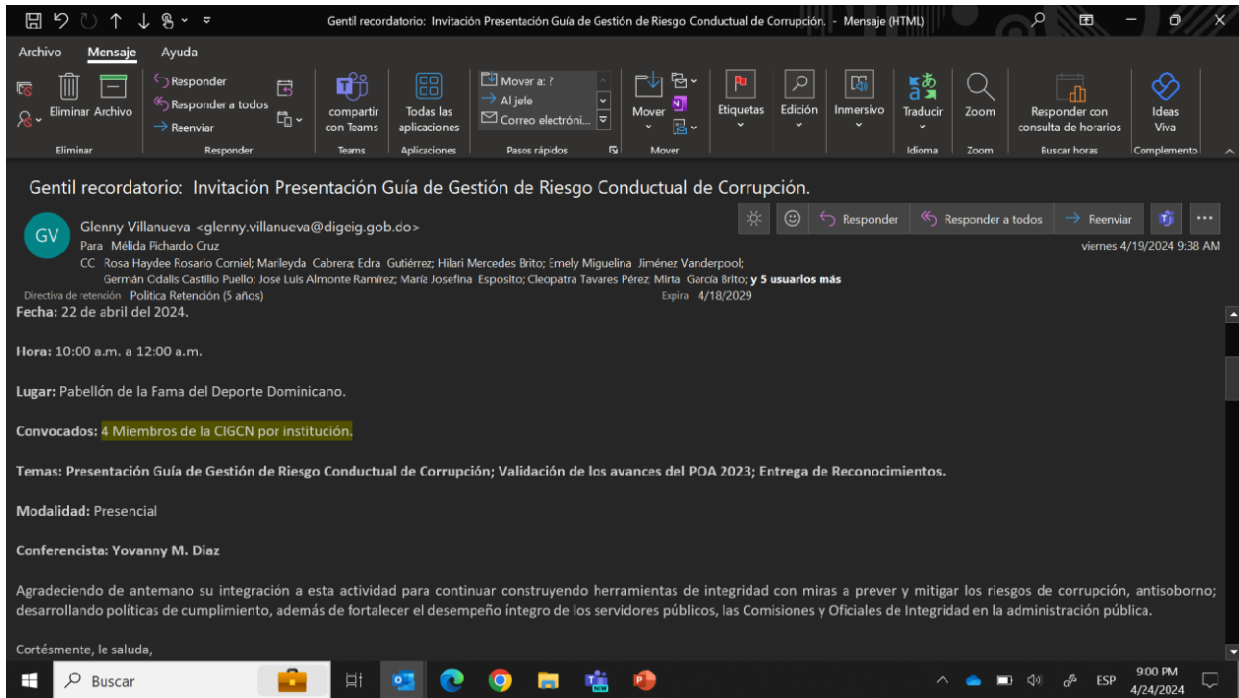 Gentil recordatorio: Invitación Presentación Guía de Gestión de Riesgo Conductual de Corrupción. - Mensaje (HTML)
Archivo Mensaje Ayuda
Eliminar Archivo
Responder
Responder a todos
Reenviar
compartir con Teams
Todas las aplicaciones
Mover a: ?
Al jefe
Correo electróni...
Mover
Etiquetas
Edición
Inmersivo
Traducir
Zoom
Responder con consulta de horarios
Ideas Viva
Eliminar Responder Teams Aplicaciones Pasos rápidos Mover Idioma Zoom Buscar horas Complemento
Gentil recordatorio: Invitación Presentación Guía de Gestión de Riesgo Conductual de Corrupción.
GV
Glenny Villanueva <glenny.villanueva@digeig.gob.do>
Responder Responder a todos Reenviar
Para Mélida Pichardo Cruz
viernes 4/19/2024 9:38 AM
CC Rosa Haydee Rosario Corniel; Marileyda Cabrera; Edra Gutiérrez; Hilari Mercedes Brito; Emely Miguelina Jiménez Vanderpool;
Germán Odalis Castillo Puello; José Luis Almonte Ramírez; María Josefina Esposito; Cleopatra Tavares Pérez; Mirta García Brito; y 5 usuarios más
Directiva de retención Politica Retención (5 años) Expira 4/18/2029
Fecha: 22 de abril del 2024.
Hora: 10:00 a.m. a 12:00 a.m.
Lugar: Pabellón de la Fama del Deporte Dominicano.
Convocados: 4 Miembros de la CIGCN por institución.
Temas: Presentación Guía de Gestión de Riesgo Conductual de Corrupción; Validación de los avances del POA 2023; Entrega de Reconocimientos.
Modalidad: Presencial
Conferencista: Yovanny M. Diaz
Agradeciendo de antemano su integración a esta actividad para continuar construyendo herramientas de integridad con miras a prever y mitigar los riesgos de corrupción, antisoborno;
desarrollando políticas de cumplimiento, además de fortalecer el desempeño íntegro de los servidores públicos, las Comisiones y Oficiales de Integridad en la administración pública.
Cortésmente, le saluda,
Buscar
NEW
ESP
9:00 PM
4/24/2024